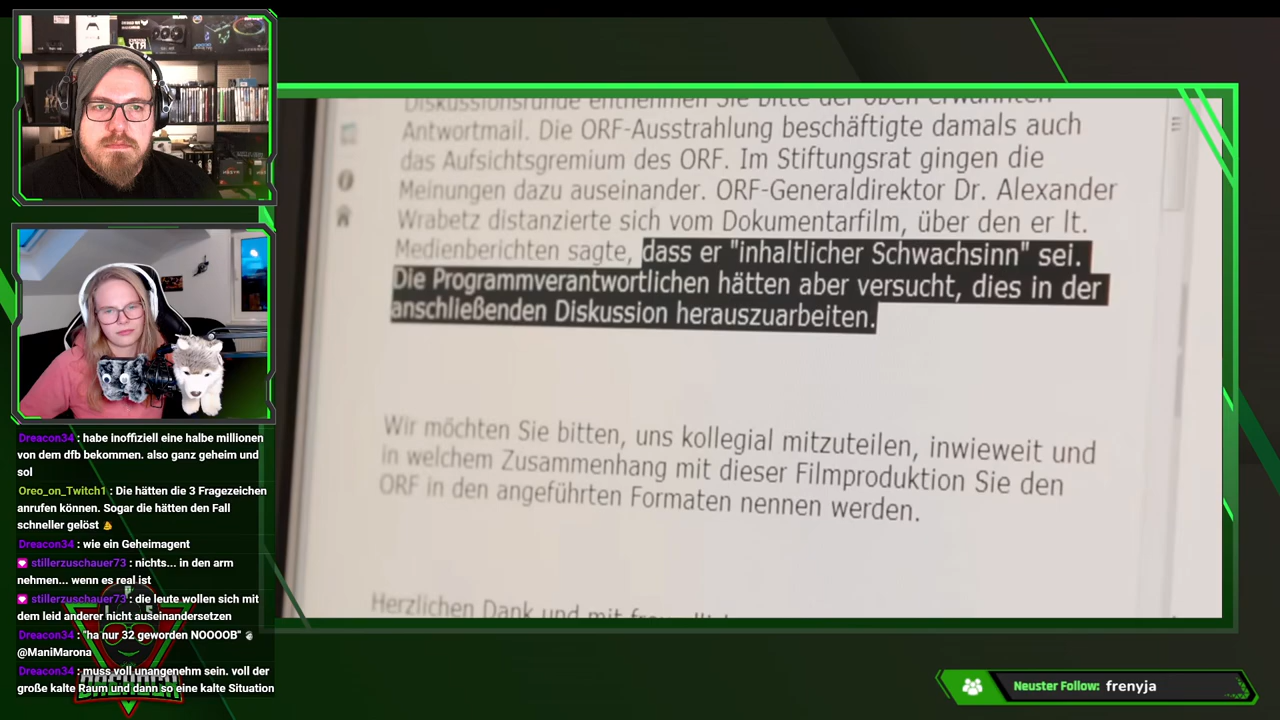 Diskussionsrunde entnehmen Sie bitte der oben erwähnten
Antwortmail. Die ORF-Ausstrahlung beschäftigte damals auch
das Aufsichtsgremium des ORF. Im Stiftungsrat gingen die
Meinungen dazu auseinander. ORF-Generaldirektor Dr. Alexander
Wrabetz distanzierte sich vom Dokumentarfilm, über den er lt.
Medienberichten sagte, dass er "inhaltlicher Schwachsinn" sei.
Die Programmverantwortlichen hätten aber versucht, dies in der
anschließenden Diskussion herauszuarbeiten.
Wir möchten Sie bitten, uns kollegial mitzuteilen, inwieweit und
in welchem Zusammenhang mit dieser Filmproduktion Sie den
ORF in den angeführten Formaten nennen werden.
Herzlichen Dank und mit
Dreacon34 : habe inoffiziell eine halbe millionen
von dem dfb bekommen. also ganz geheim und
sol
Oreo_on_Twitch1 : Die hätten die 3 Fragezeichen
anrufen können. Sogar die hätten den Fall
schneller gelöst
Dreacon34 : wie ein Geheimagent
stillerzuschauer73 : nichts... in den arm
nehmen... wenn es real ist
stillerzuschauer73 : die leute wollen sich mit
dem leid anderer nicht auseinandersetzen
Dreacon34 : "ha nur 32 geworden NOOOOB"
@ManiMarona
Dreacon34 : muss voll unangenehm sein. voll der
große kalte Raum und dann so eine kalte Situation
Neuster Follow: frenyja